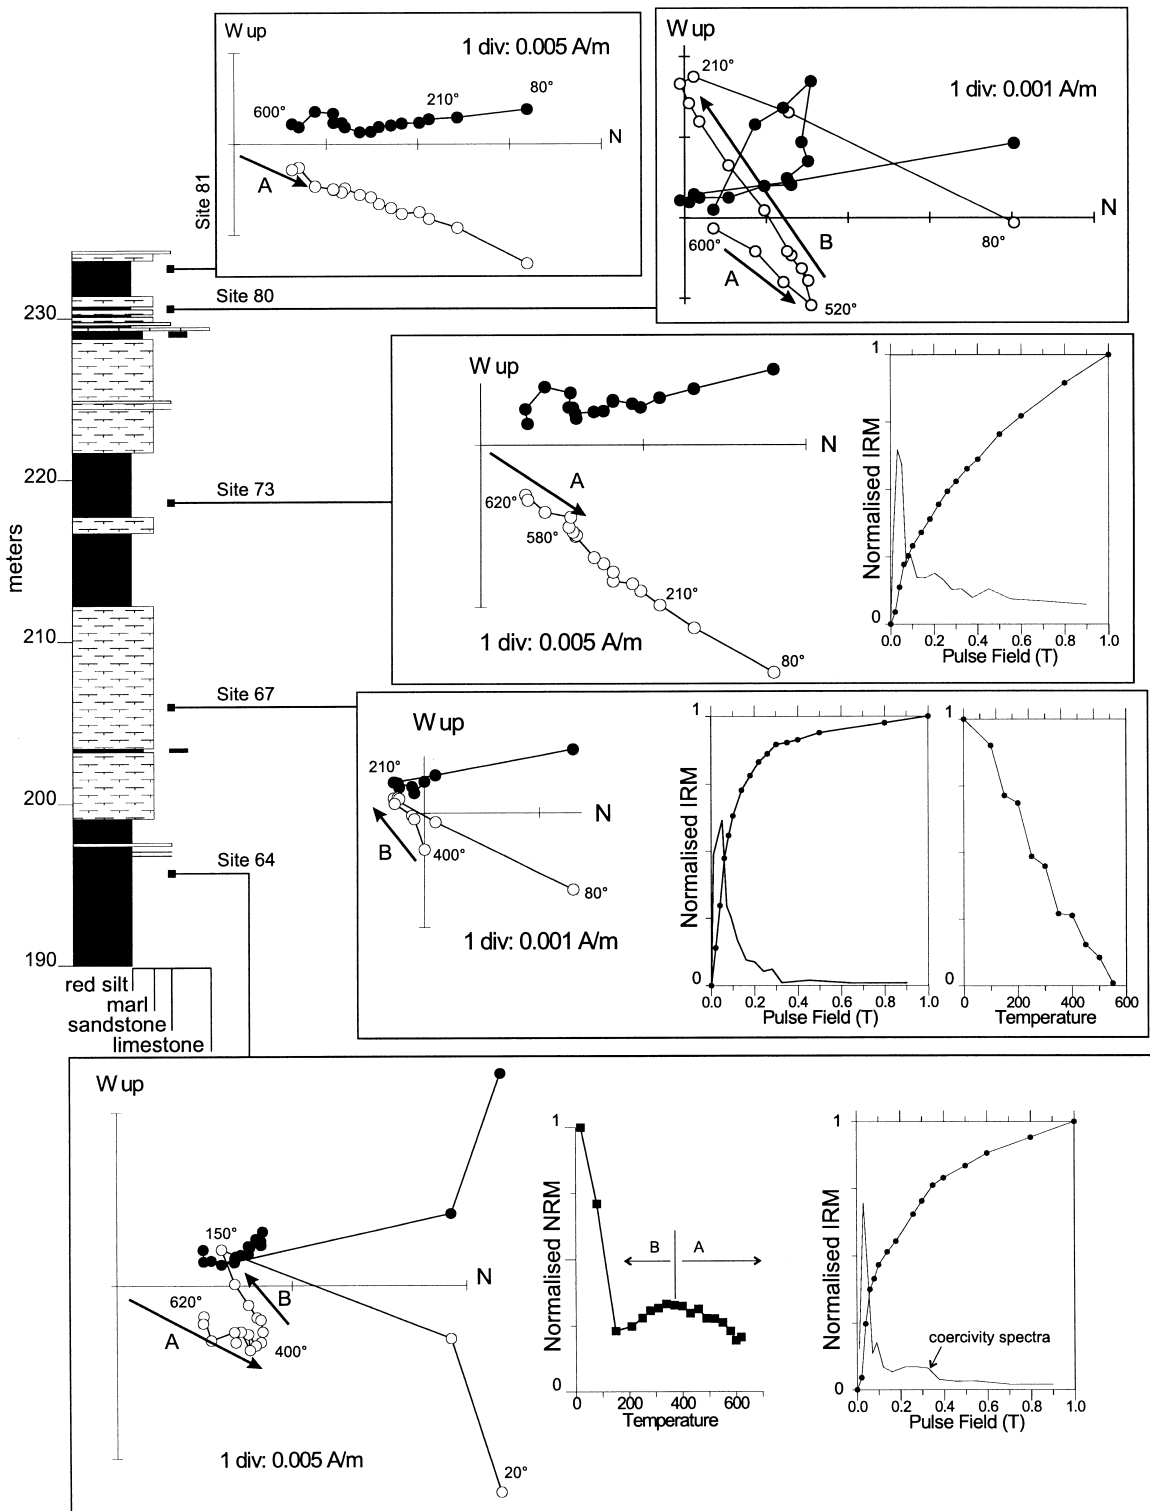 W up
1 div: 0.005 A/m
80°
600°
210°
N
A
Site 81
W up
210°
1 div: 0.001 A/m
N
B
80°
600°
A
520°
Site 80
230
W up
N
A
620°
580°
210°
1 div: 0.005 A/m
80°
1
Normalised IRM
0
0.0 0.2 0.4 0.6 0.8 1.0
Pulse Field (T)
220
Site 73
meters
210
Site 67
W up
210°
N
B
400°
80°
1 div: 0.001 A/m
1
Normalised IRM
0
0.0 0.2 0.4 0.6 0.8 1.0
Pulse Field (T)
1
0
0 200 400 600
Temperature
200
Site 64
190
red silt
marl
sandstone
limestone
W up
150°
N
620°
B
A
400°
1 div: 0.005 A/m
20°
1
Normalised NRM
B A
0
0 200 400 600
Temperature
1
Normalised IRM
coercivity spectra
0
0.0 0.2 0.4 0.6 0.8 1.0
Pulse Field (T)